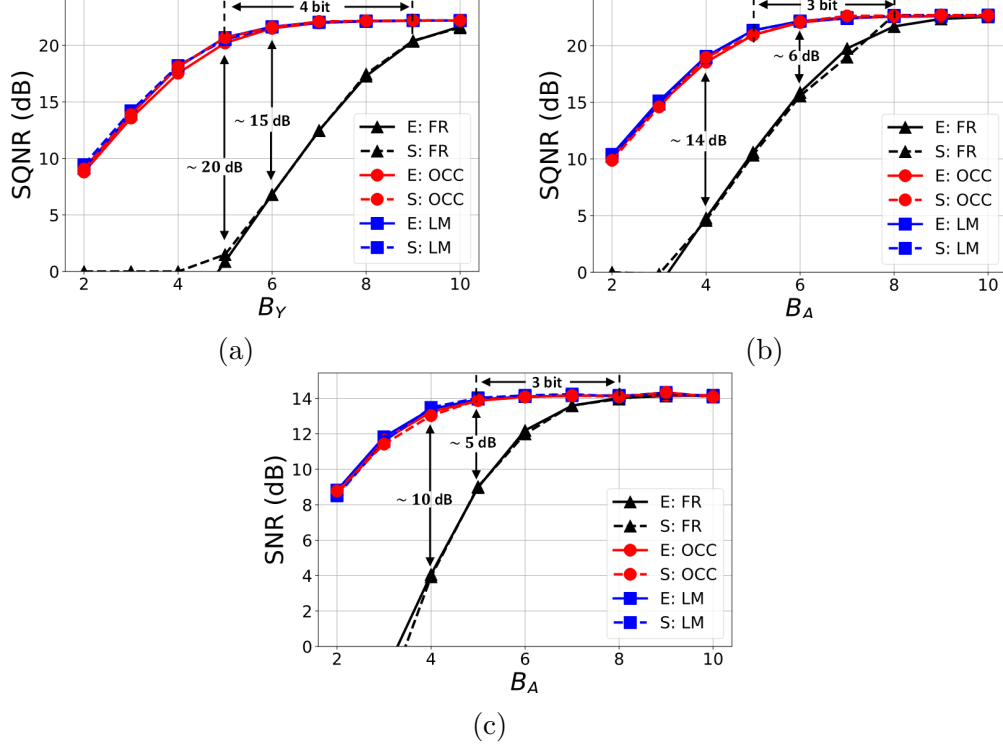 4 bit
20
15
10
5
0
SQNR (dB)
~ 15 dB
~ 20 dB
E: FR
S: FR
E: OCC
S: OCC
E: LM
S: LM
2 4 6 8 10
B_Y
(a)
3 bit
20
15
10
5
0
SQNR (dB)
~ 6 dB
~ 14 dB
E: FR
S: FR
E: OCC
S: OCC
E: LM
S: LM
2 4 6 8 10
B_A
(b)
3 bit
14
12
10
8
6
4
2
0
SNR (dB)
~ 5 dB
~ 10 dB
E: FR
S: FR
E: OCC
S: OCC
E: LM
S: LM
2 4 6 8 10
B_A
(c)